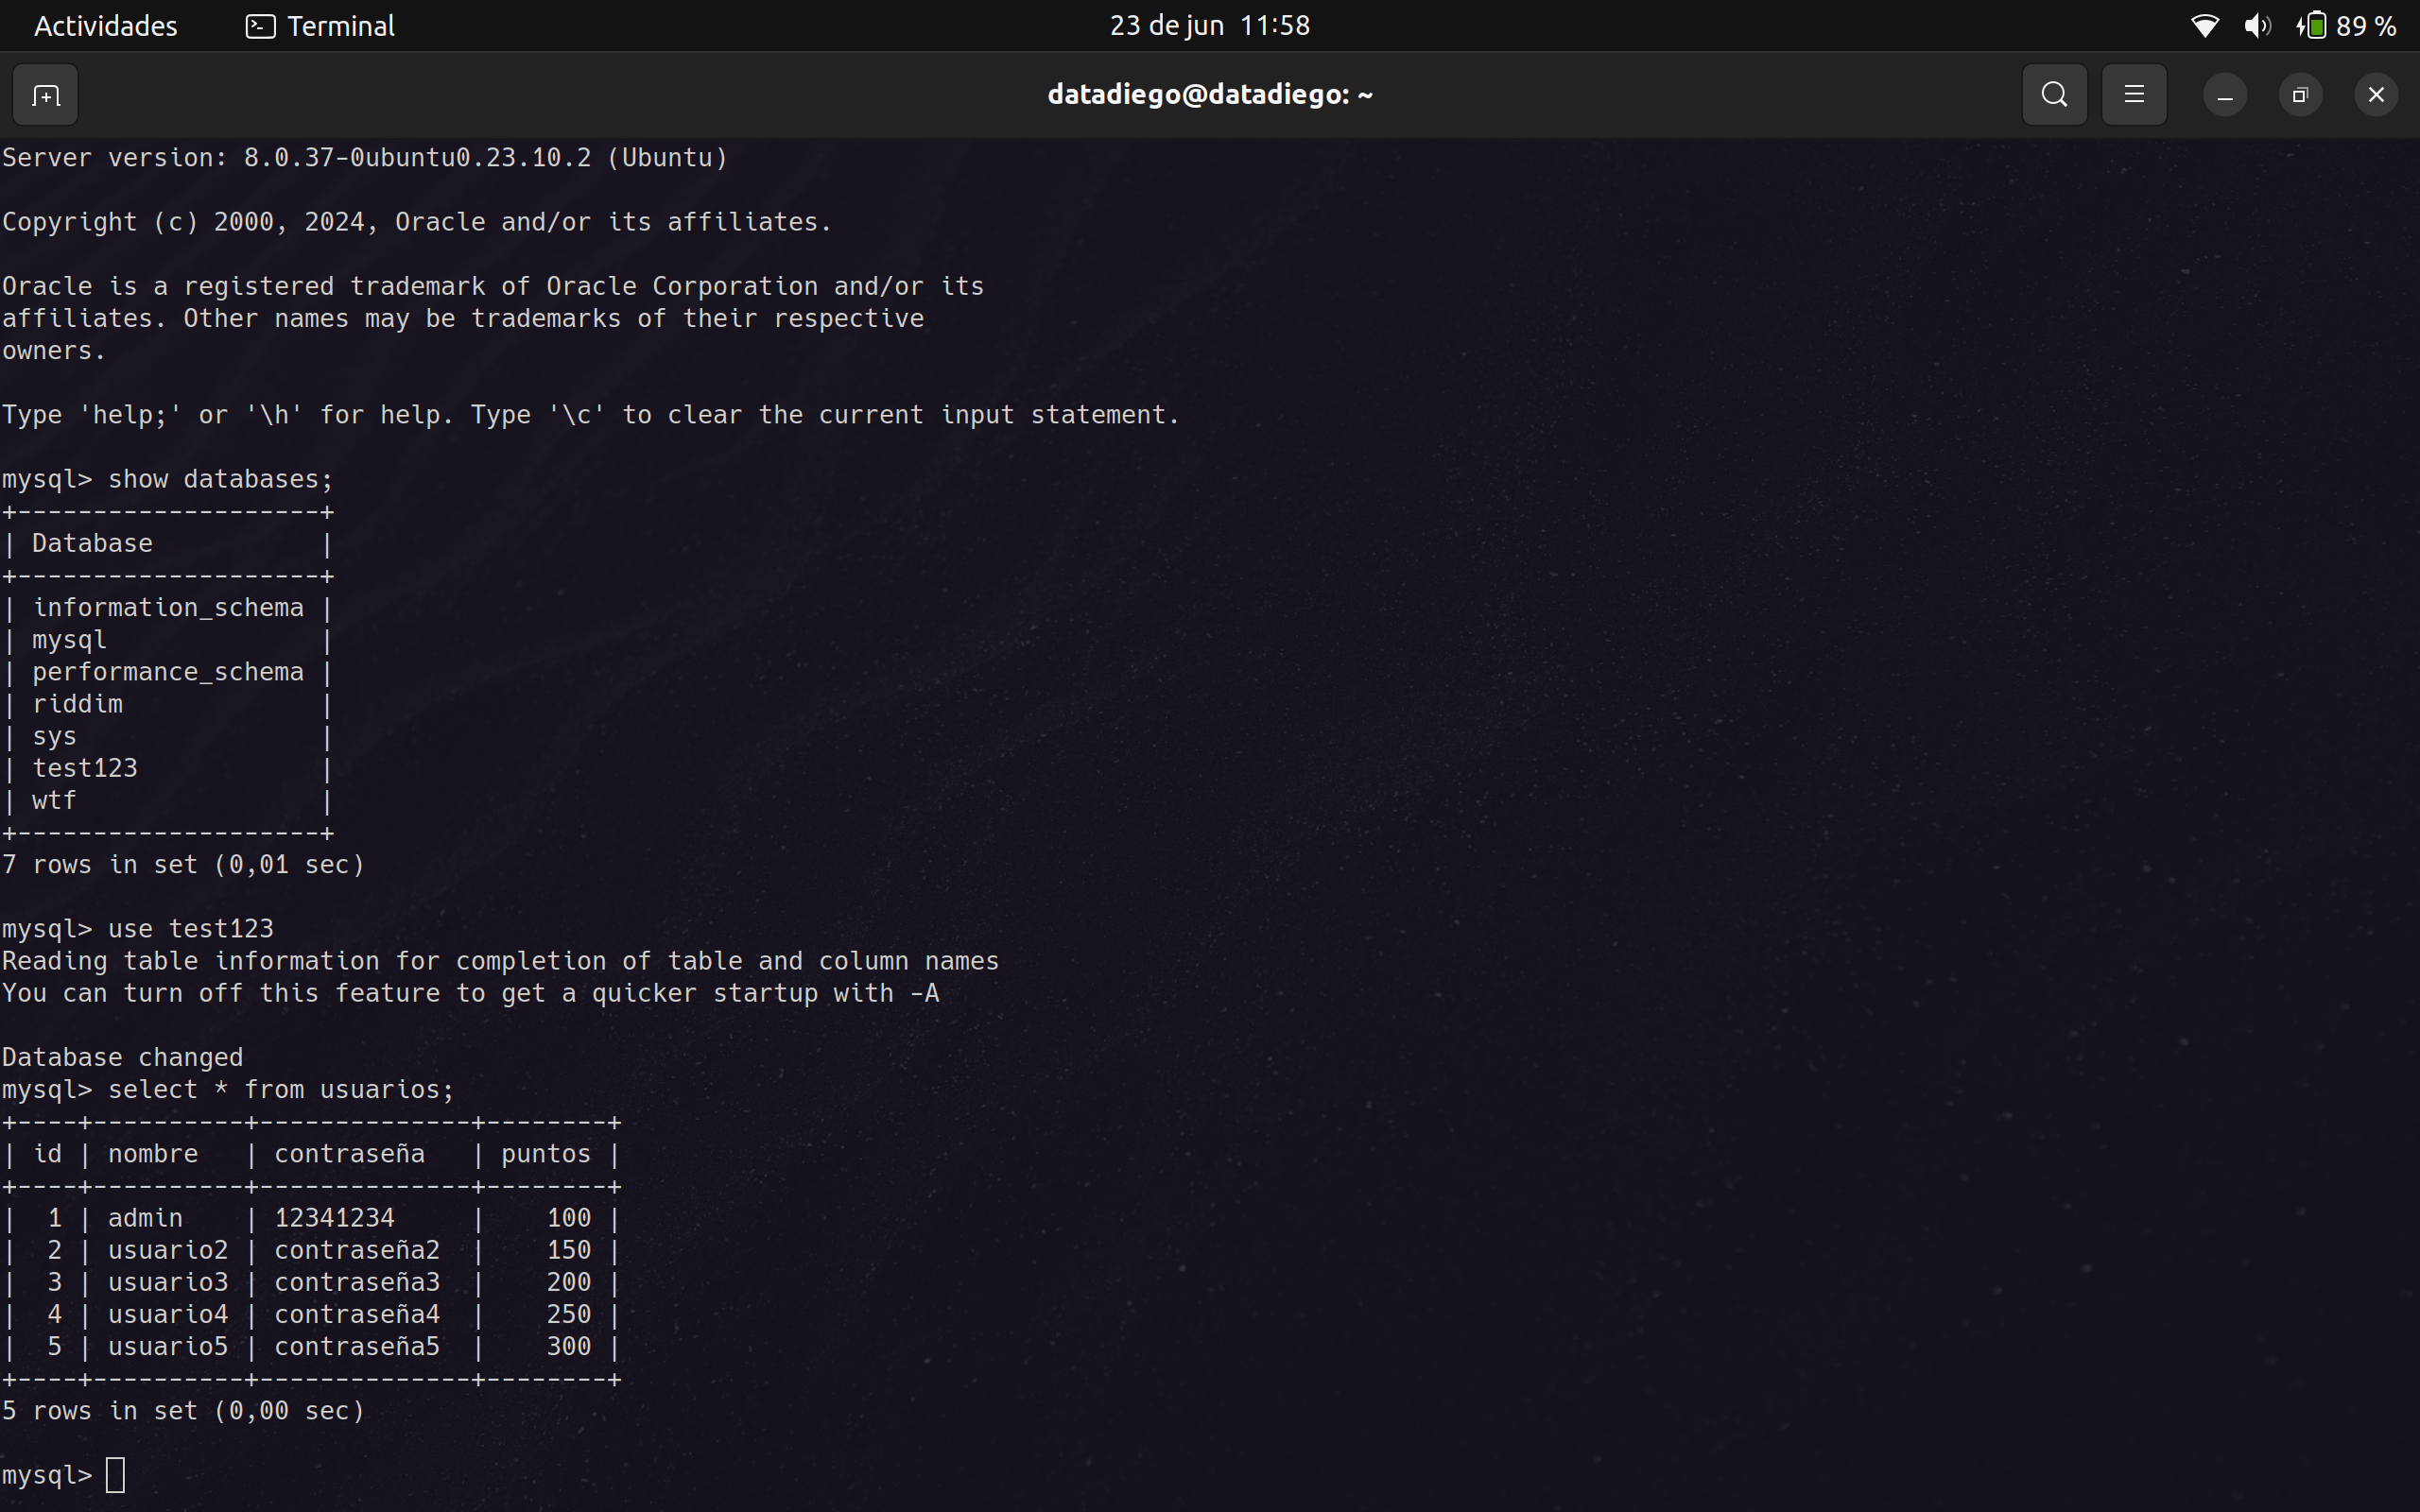 Actividades Terminal 23 de jun 11:58 89 %
datadiego@datadiego: ~
Server version: 8.0.37-0ubuntu0.23.10.2 (Ubuntu)
Copyright (c) 2000, 2024, Oracle and/or its affiliates.
Oracle is a registered trademark of Oracle Corporation and/or its
affiliates. Other names may be trademarks of their respective
owners.
Type 'help;' or '\h' for help. Type '\c' to clear the current input statement.
mysql> show databases;
+--------------------+
| Database           |
+--------------------+
| information_schema |
| mysql              |
| performance_schema |
| riddim             |
| sys                |
| test123            |
| wtf                |
+--------------------+
7 rows in set (0,01 sec)
mysql> use test123
Reading table information for completion of table and column names
You can turn off this feature to get a quicker startup with -A
Database changed
mysql> select * from usuarios;
+----+----------+--------------+--------+
| id | nombre   | contraseña   | puntos |
+----+----------+--------------+--------+
|  1 | admin    | 12341234     |    100 |
|  2 | usuario2 | contraseña2  |    150 |
|  3 | usuario3 | contraseña3  |    200 |
|  4 | usuario4 | contraseña4  |    250 |
|  5 | usuario5 | contraseña5  |    300 |
+----+----------+--------------+--------+
5 rows in set (0,00 sec)
mysql>